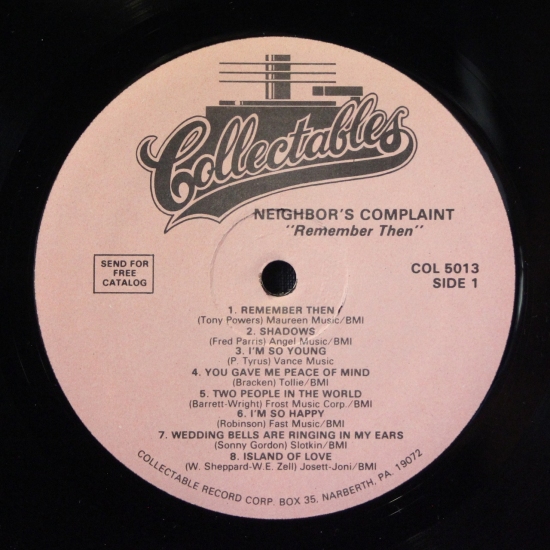 Collectables
NEIGHBOR'S COMPLAINT
"Remember Then"
SEND FOR
FREE
CATALOG
COL 5013
SIDE 1
1. REMEMBER THEN
(Tony Powers) Maureen Music/BMI
2. SHADOWS
(Fred Parris) Angel Music/BMI
3. I'M SO YOUNG
(P. Tyrus) Vance Music
4. YOU GAVE ME PEACE OF MIND
(Bracken) Tollie/BMI
5. TWO PEOPLE IN THE WORLD
(Barrett-Wright) Frost Music Corp./BMI
6. I'M SO HAPPY
(Robinson) Fast Music/BMI
7. WEDDING BELLS ARE RINGING IN MY EARS
(Sonny Gordon) Slotkin/BMI
8. ISLAND OF LOVE
(W. Sheppard-W.E. Zell) Josett-Joni/BMI
COLLECTABLE RECORD CORP. BOX 35, NARBERTH, PA. 19072